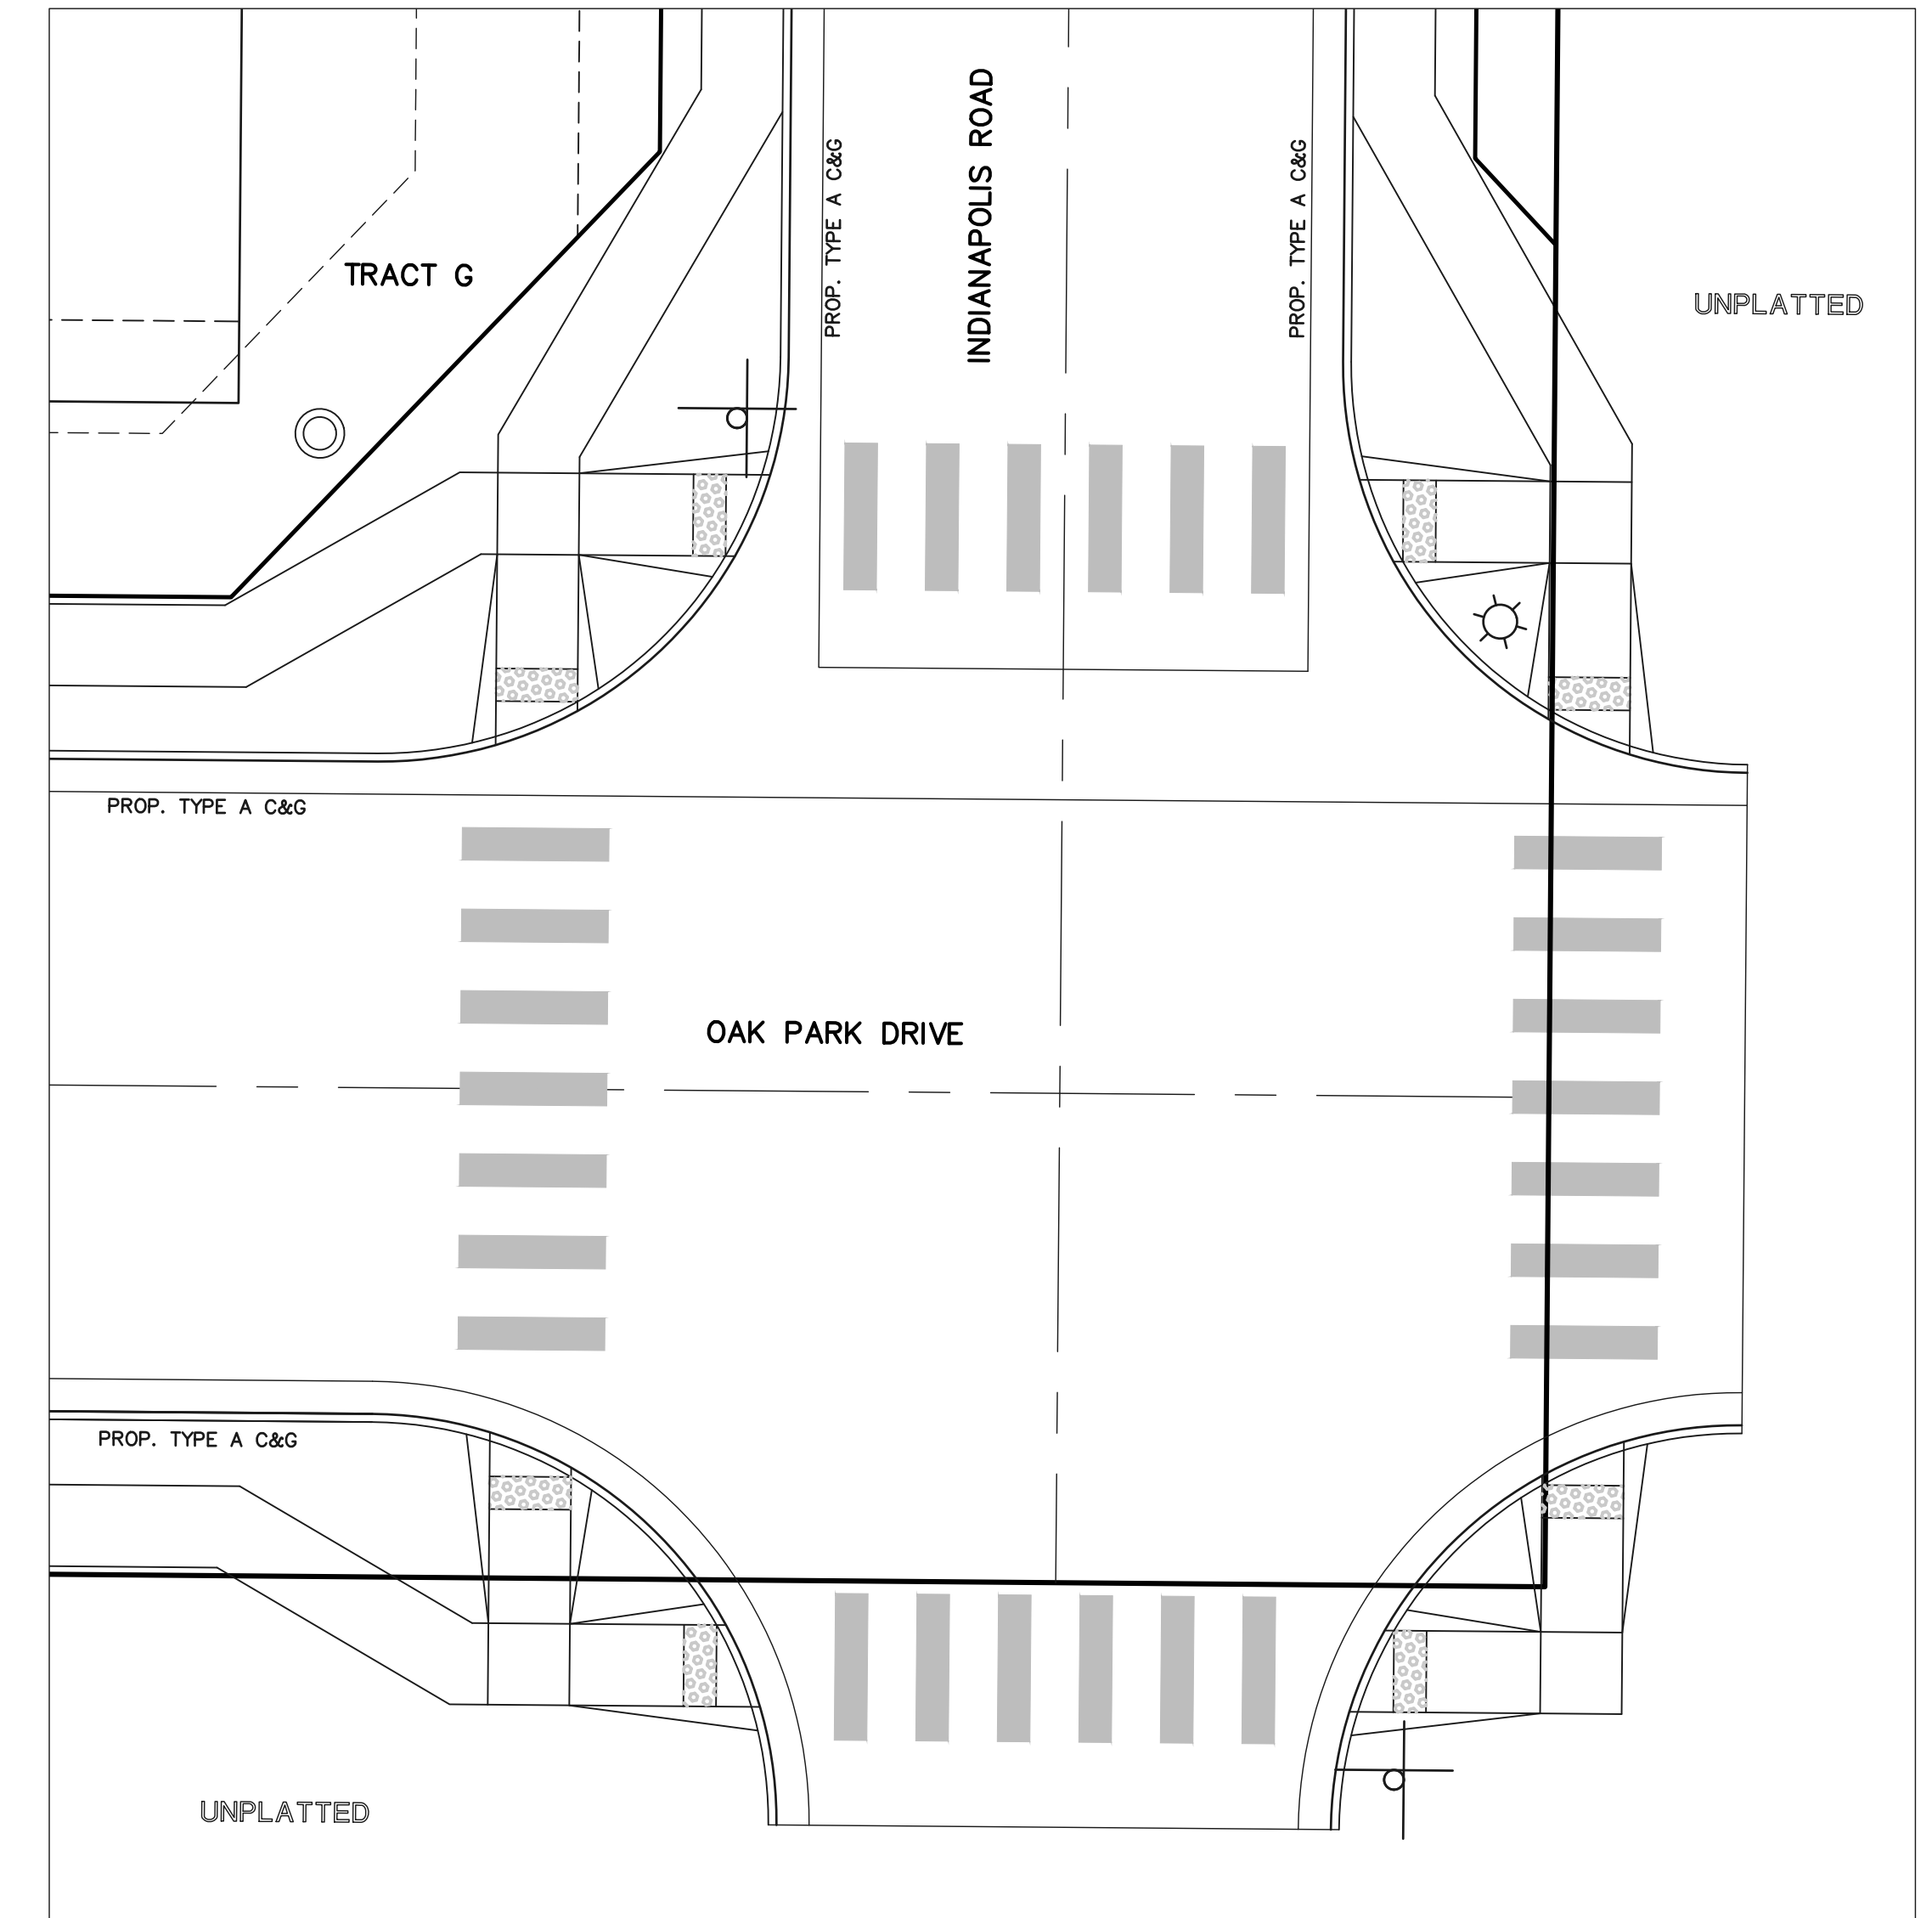 INDIANAPOLIS ROAD
PROP. TYPE A C&G
PROP. TYPE A C&G
TRACT G
UNPLATTED
PROP. TYPE A C&G
OAK PARK DRIVE
PROP. TYPE A C&G
UNPLATTED